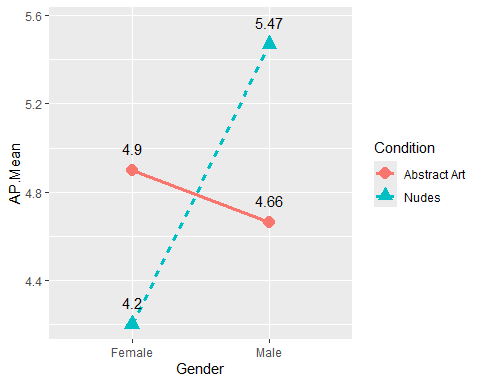 5.6
5.2
4.8
4.4
AP.Mean
5.47
4.9
4.66
4.2
Female
Male
Gender
Condition
Abstract Art
Nudes